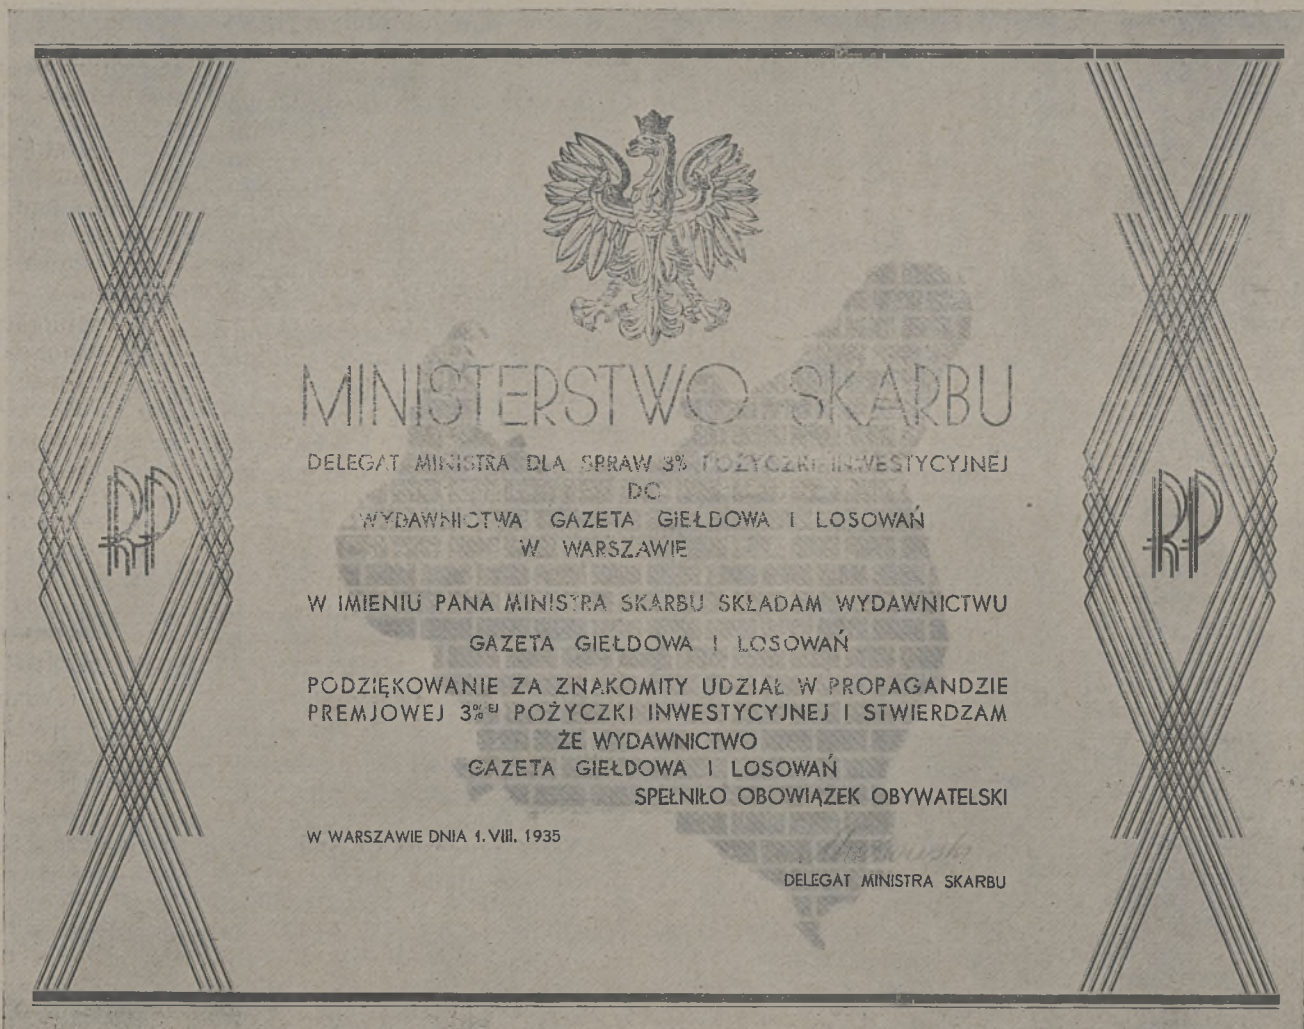 MINISTERSTWO SKARBU
DELEGAT MINISTRA DLA SPRAW 3% POŻYCZKI INWESTYCYJNEJ
DO
WYDAWNICTWA GAZETA GIEŁDOWA I LOSOWAŃ
W WARSZAWIE
W IMIENIU PANA MINISTRA SKARBU SKŁADAM WYDAWNICTWU
GAZETA GIEŁDOWA I LOSOWAŃ
PODZIĘKOWANIE ZA ZNAKOMITY UDZIAŁ W PROPAGANDZIE
PREMJOWEJ 3% EJ POŻYCZKI INWESTYCYJNEJ I STWIERDZAM
ŻE WYDAWNICTWO
GAZETA GIEŁDOWA I LOSOWAŃ
SPEŁNIŁO OBOWIĄZEK OBYWATELSKI
W WARSZAWIE DNIA 1. VIII. 1935
DELEGAT MINISTRA SKARBU
RP
RP